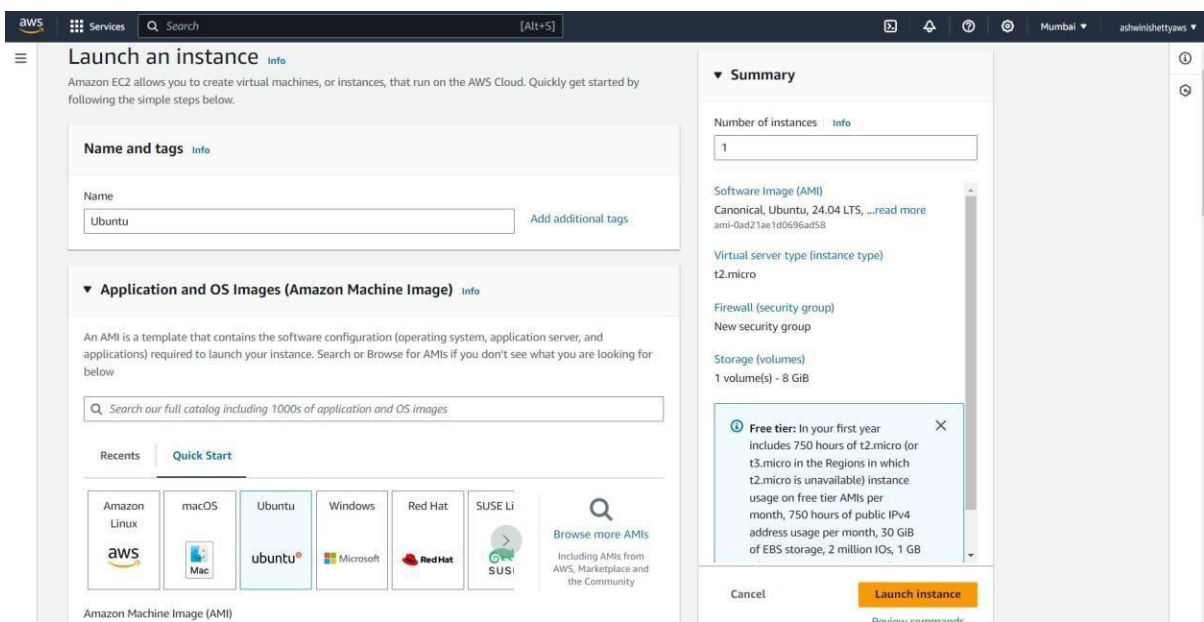 aws
Services
Search
[Alt+S]
Mumbai
ashwinishettyaws
Launch an instance Info
Amazon EC2 allows you to create virtual machines, or instances, that run on the AWS Cloud. Quickly get started by
following the simple steps below.
Name and tags Info
Name
Ubuntu
Add additional tags
Application and OS Images (Amazon Machine Image) Info
An AMI is a template that contains the software configuration (operating system, application server, and
applications) required to launch your instance. Search or Browse for AMIs if you don't see what you are looking for
below
Search our full catalog including 1000s of application and OS images
Recents
Quick Start
Amazon
Linux
aws
macOS
Mac
Ubuntu
ubuntu
Windows
Microsoft
Red Hat
Red Hat
SUSE Li
SUS
Browse more AMIs
Including AMIs from
AWS, Marketplace and
the Community
Amazon Machine Image (AMI)
Summary
Number of instances Info
1
Software Image (AMI)
Canonical, Ubuntu, 24.04 LTS, ...read more
ami-0ad21ae1d0696ad58
Virtual server type (instance type)
t2.micro
Firewall (security group)
New security group
Storage (volumes)
1 volume(s) - 8 GiB
Free tier: In your first year
includes 750 hours of t2.micro (or
t3.micro in the Regions in which
t2.micro is unavailable) instance
usage on free tier AMIs per
month, 750 hours of public IPv4
address usage per month, 30 GiB
of EBS storage, 2 million IOs, 1 GB
Cancel
Launch instance
Review commands